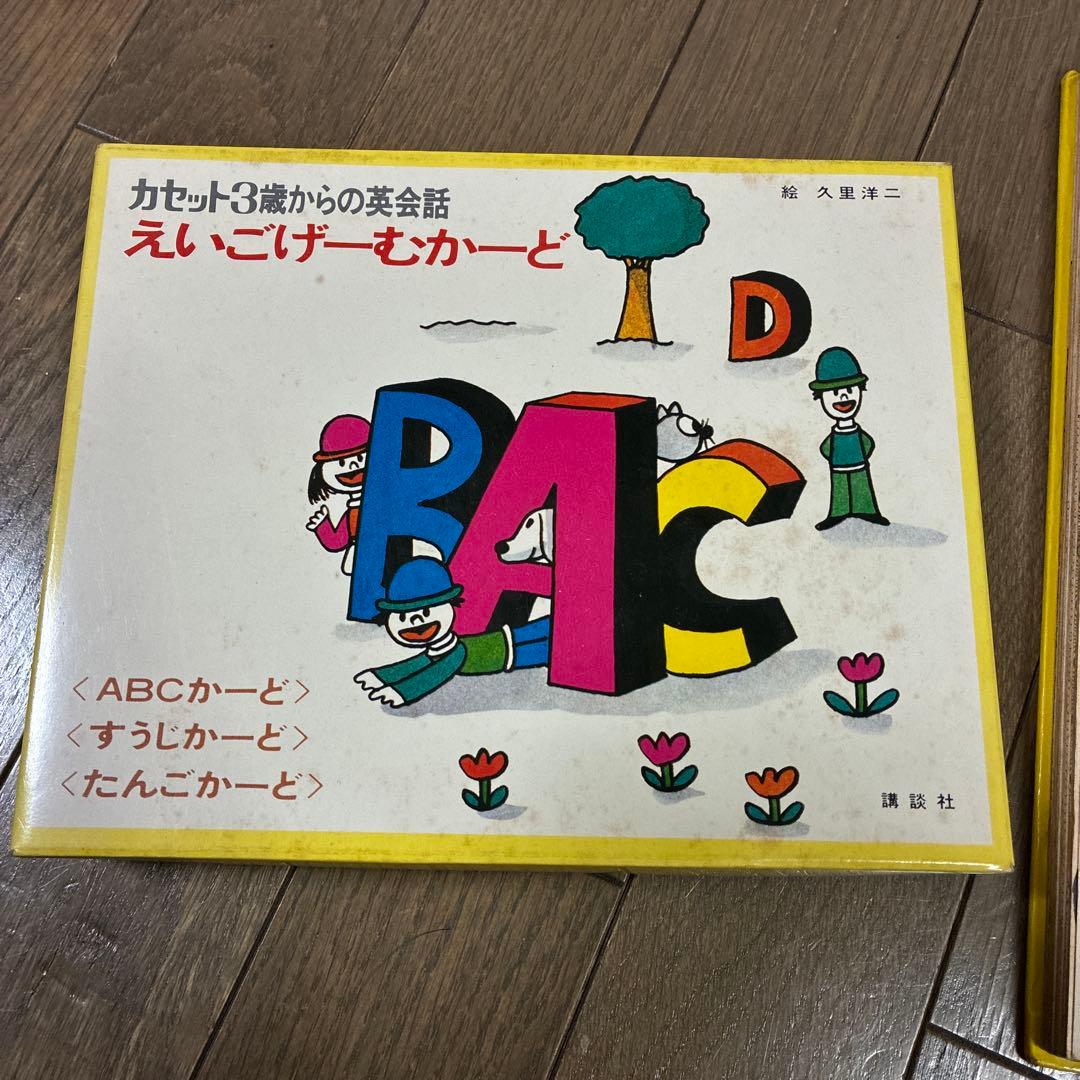 カセット3歳からの英会話
えいごげーむかーど
絵 久里洋二
D
B A C
〈ABCかーど〉
〈すうじかーど〉
〈たんごかーど〉
講談社